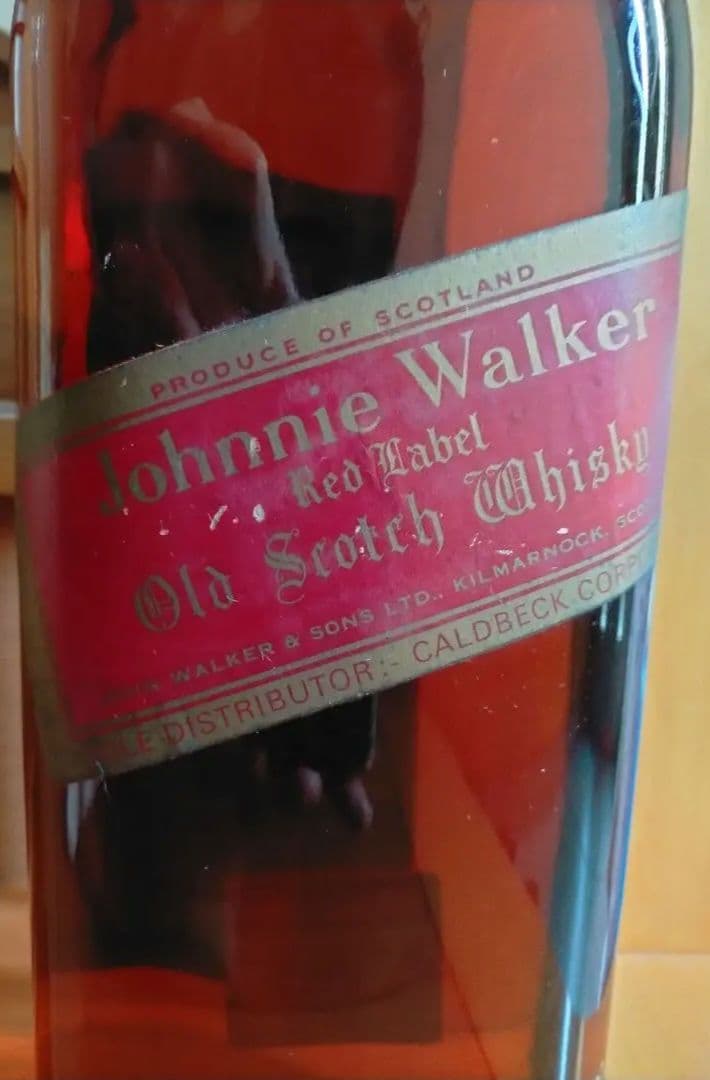 PRODUCE OF SCOTLAND
Johnnie Walker
Red Label
Old Scotch Whisky
WALKER & SONS LTD., KILMARNOCK,
DISTRIBUTOR:- CALDBECK